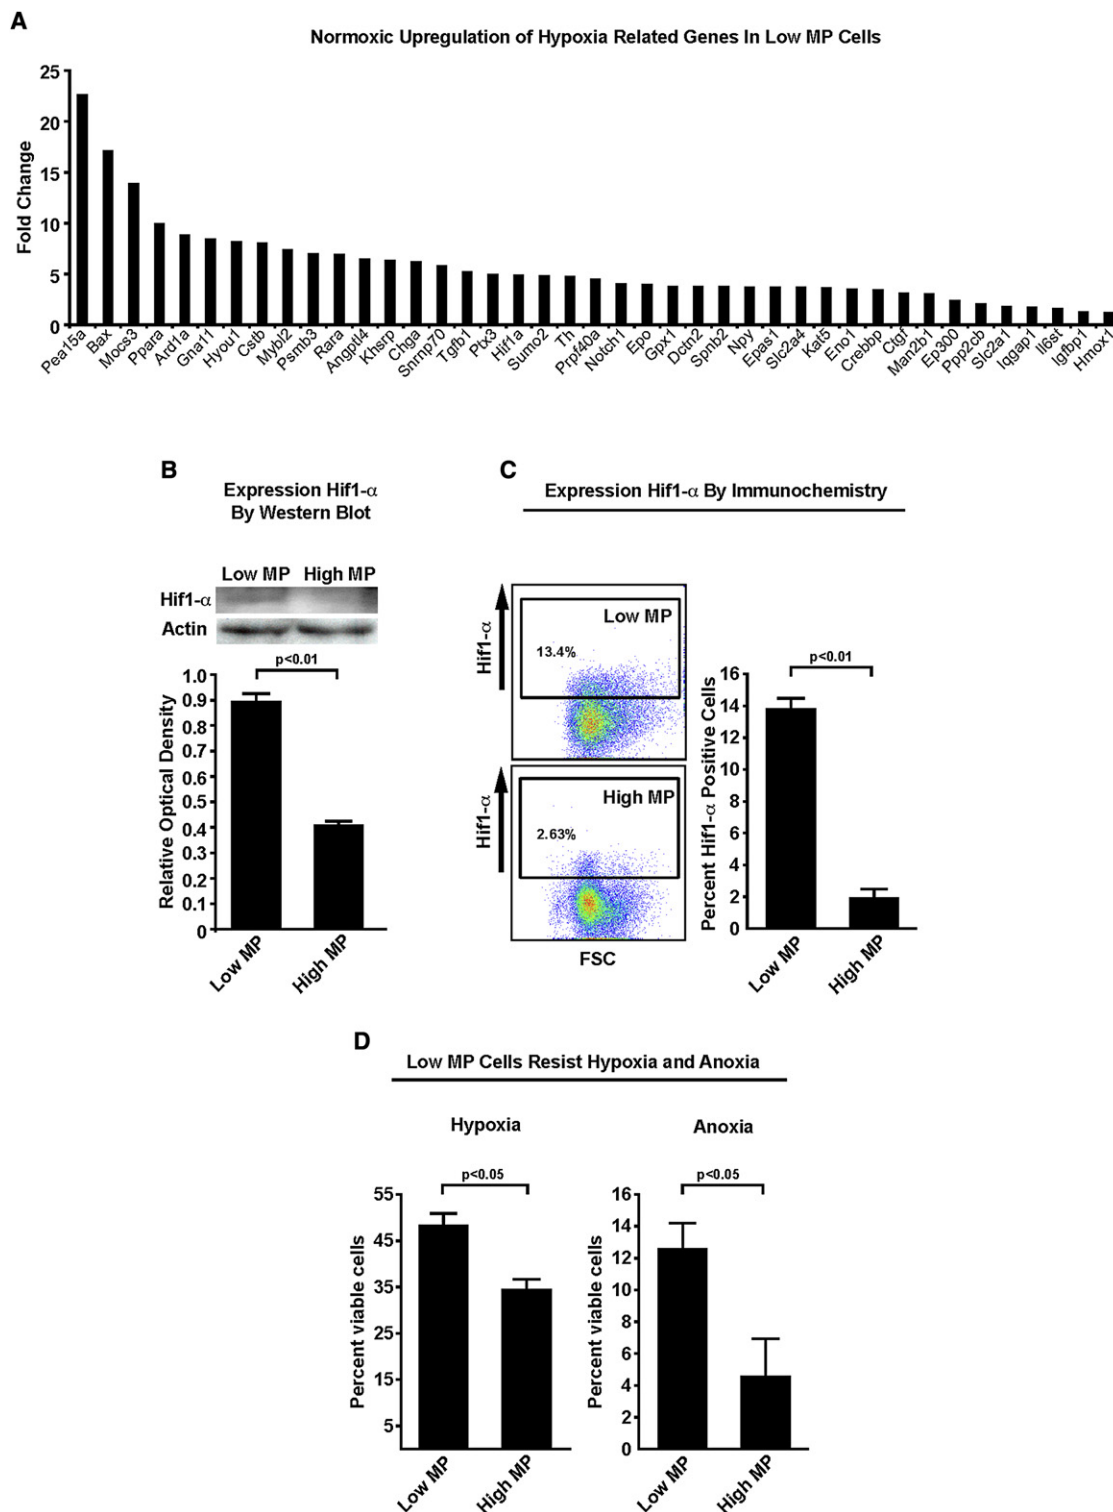 A
Normoxic Upregulation of Hypoxia Related Genes In Low MP Cells
Fold Change
25
20
15
10
5
0
Pea15a
Bax
Mocs3
Ppara
Ard1a
Gna11
Hyou1
Cstb
Mybl2
Psmb3
Rara
Angptl4
Khsrp
Chga
Snrnp70
Tgfb1
Plx3
Hif1a
Sumo2
Th
Prpf40a
Notch1
Epo
Gpx1
Dctn2
Spnb2
Npy
Epas1
Slc2a4
Kat5
Eno1
Crebbp
Ctgf
Man2b1
Ep300
Ppp2cb
Slc2a1
Iqgap1
Il6st
Igfbp1
Hmox1
B
Expression Hif1-α
By Western Blot
Low MP High MP
Hif1-α
Actin
p<0.01
Relative Optical Density
1.0
0.9
0.8
0.7
0.6
0.5
0.4
0.3
0.2
0.1
0
Low MP
High MP
C
Expression Hif1-α By Immunochemistry
Hif1-α
Low MP
13.4%
Hif1-α
High MP
2.63%
FSC
p<0.01
Percent Hif1-α Positive Cells
16
14
12
10
8
6
4
2
0
Low MP
High MP
D
Low MP Cells Resist Hypoxia and Anoxia
Hypoxia
p<0.05
Percent viable cells
55
45
35
25
15
5
Low MP
High MP
Anoxia
p<0.05
Percent viable cells
16
14
12
10
8
6
4
2
0
Low MP
High MP